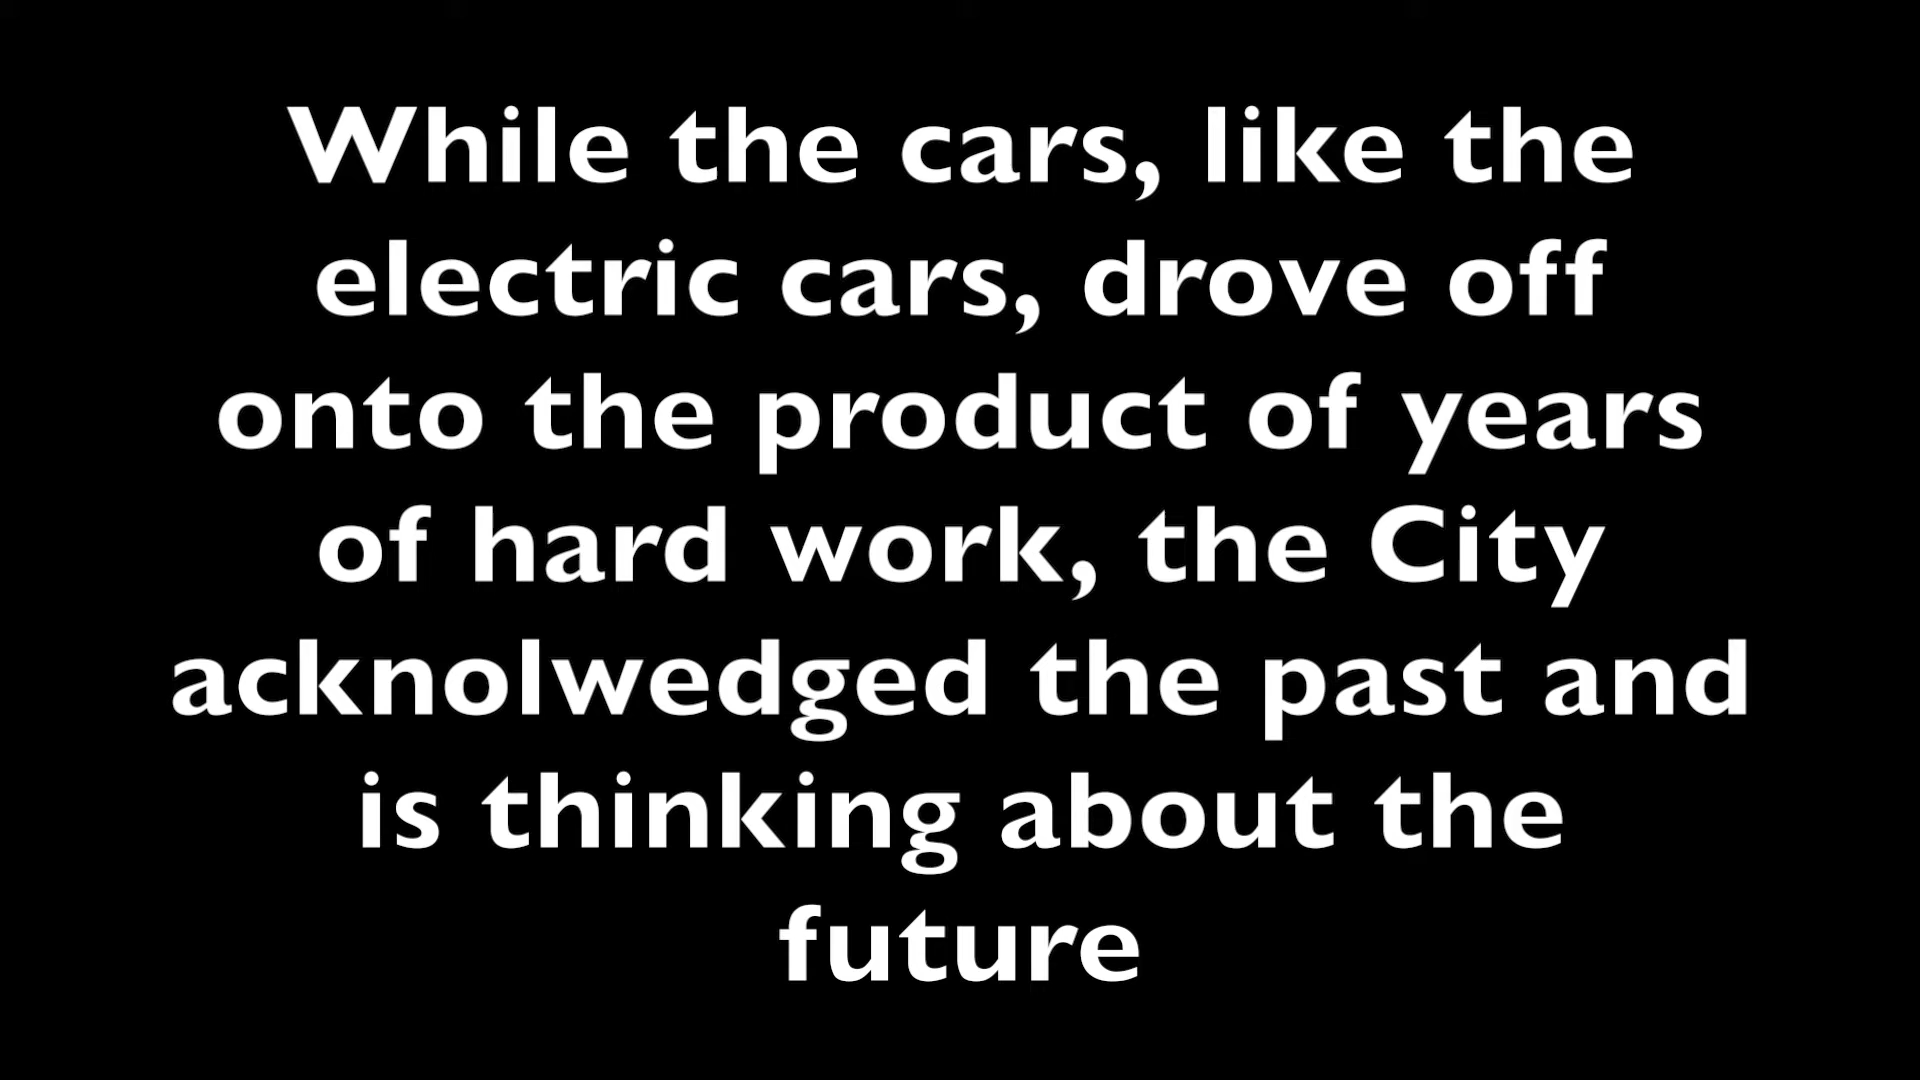 While the cars, like the
electric cars, drove off
onto the product of years
of hard work, the City
acknolwedged the past and
is thinking about the
future